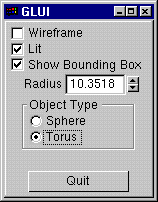 GLUI
Wireframe
Lit
Show Bounding Box
Radius 10.3518
Object Type
Sphere
Torus
Quit